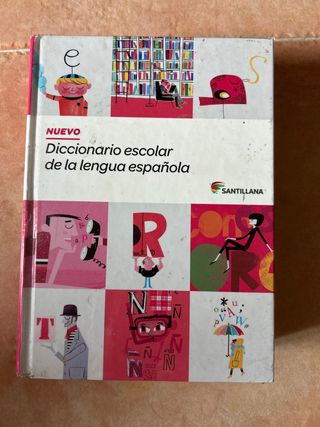 e
S
NUEVO
Diccionario escolar
de la lengua española
SANTILLANA
R
T
N Ñ